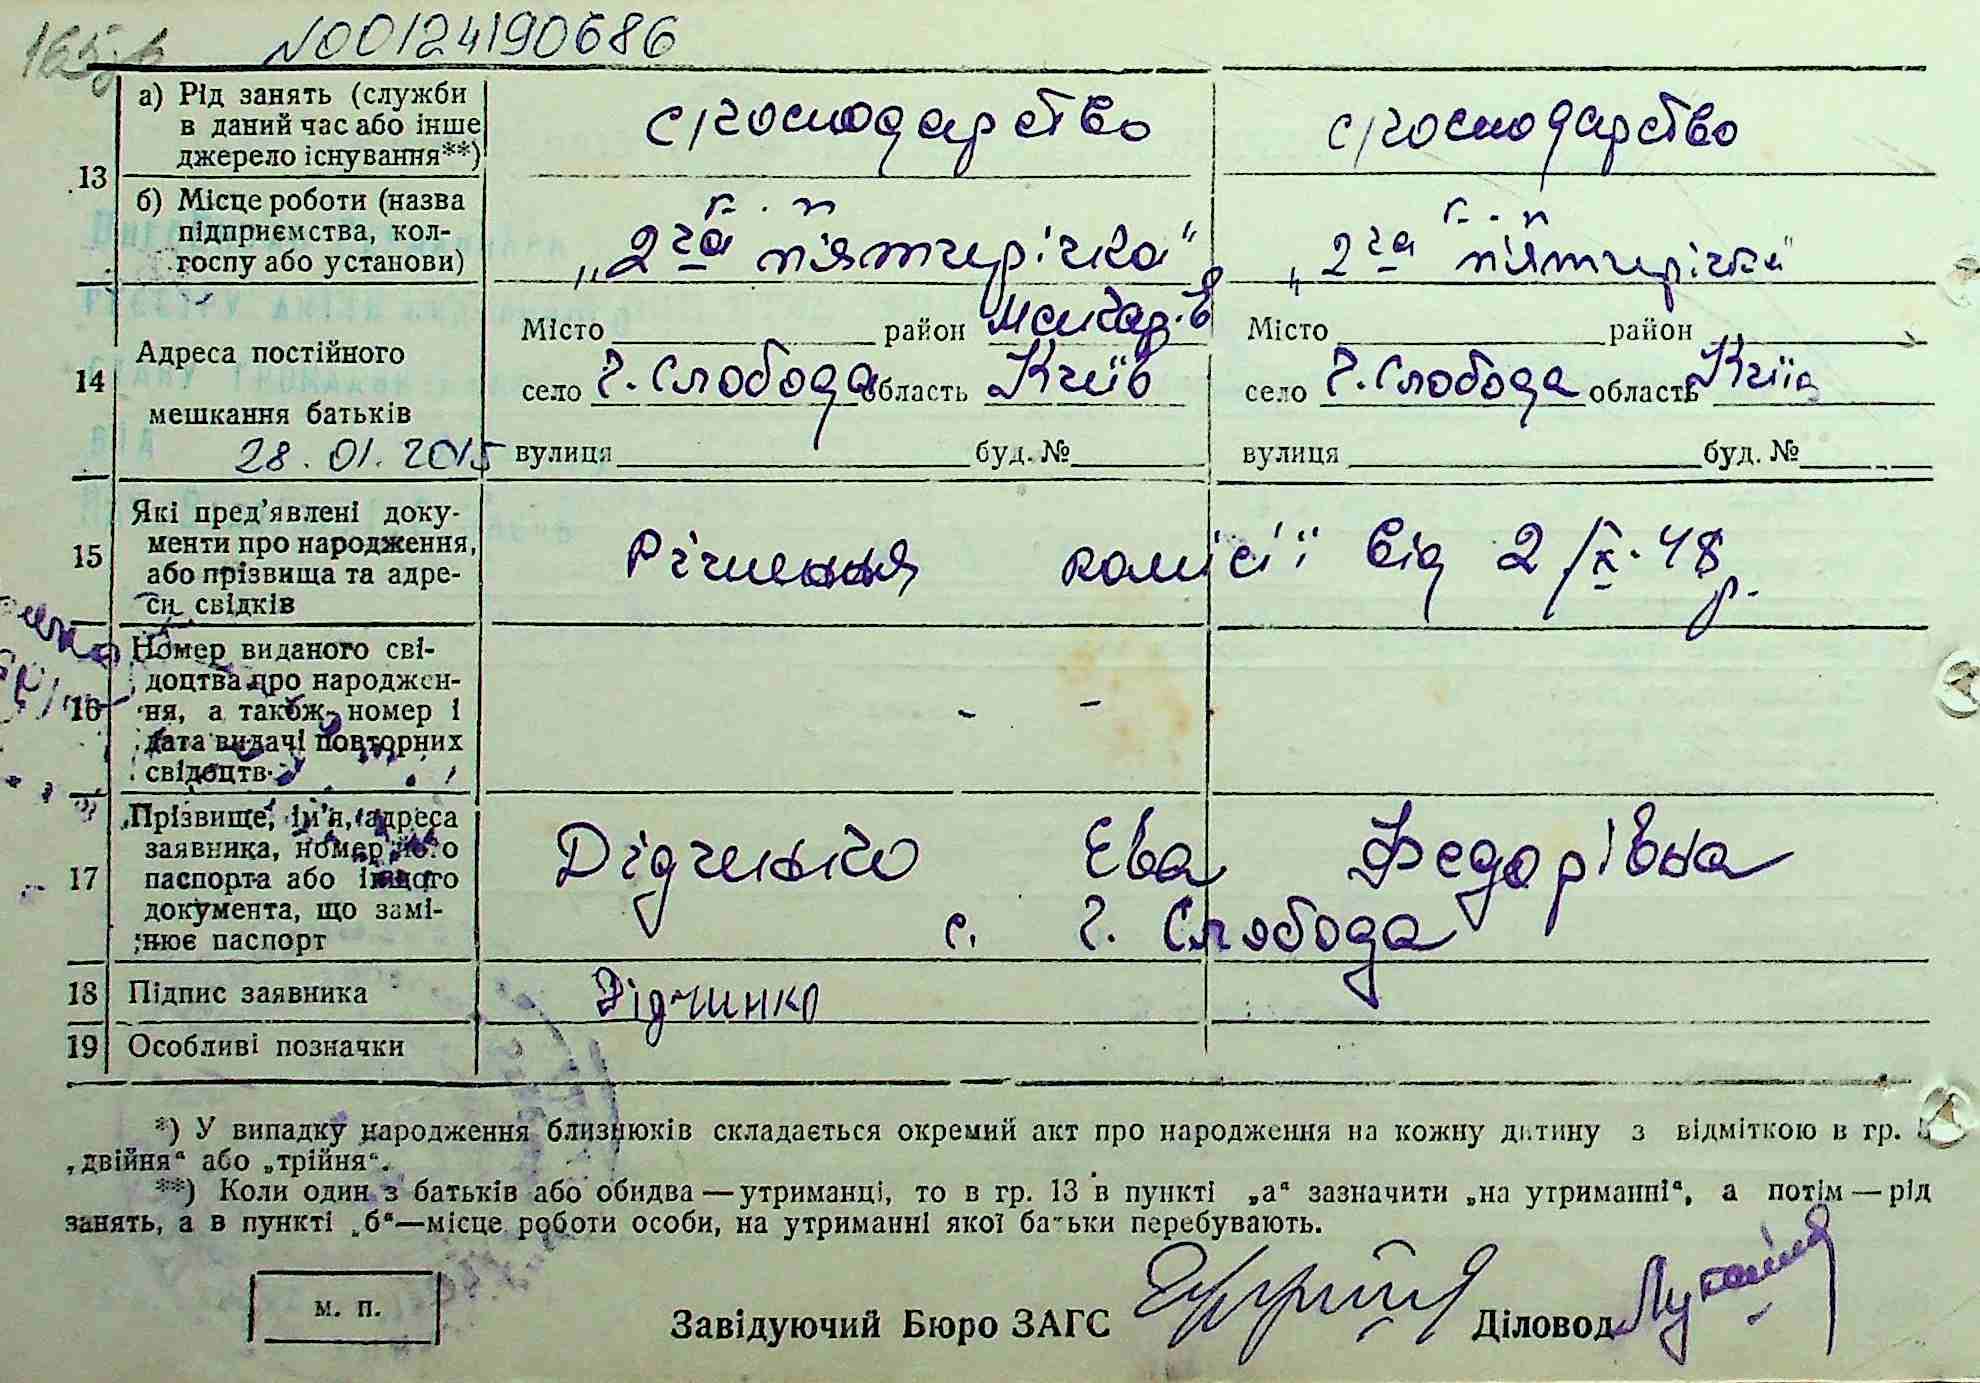 N00124190686
а) Рід занять (служби в даний час або інше джерело існування**)
с/господарство
с/господарство
13
б) Місце роботи (назва підприємства, колгоспу або установи)
к. п
„2га п'ятирічка"
к. п
„2га п'ятирічка"
14
Адреса постійного мешкання батьків
28.01.2015
Місто район
Місто район
село Г. Слобода область Київ
село Г. Слобода область Київ
вулиця буд. №
вулиця буд. №
15
Які пред'явлені документи про народження, або прізвища та адреси свідків
Рішення комісії від 2/ІХ-48 р.
16
Номер виданого свідоцтва про народження, а також номер і дата видачі повторних свідоцтв
- -
17
Прізвище, ім'я, адреса заявника, номер його паспорта або іншого документа, що замінює паспорт
Дідченко Ева Федорівна
с. Г. Слобода
18 Підпис заявника
Дідчинко
19 Особливі позначки
*) У випадку народження близнюків складається окремий акт про народження на кожну дитину з відміткою в гр.
„двійня" або „трійня".
**) Коли один з батьків або обидва — утриманці, то в гр. 13 в пункті „а" зазначити „на утриманні", а потім — рід
занять, а в пункті „б"—місце роботи особи, на утриманні якої батьки перебувають.
м. п.
Завідуючий Бюро ЗАГС
Діловод